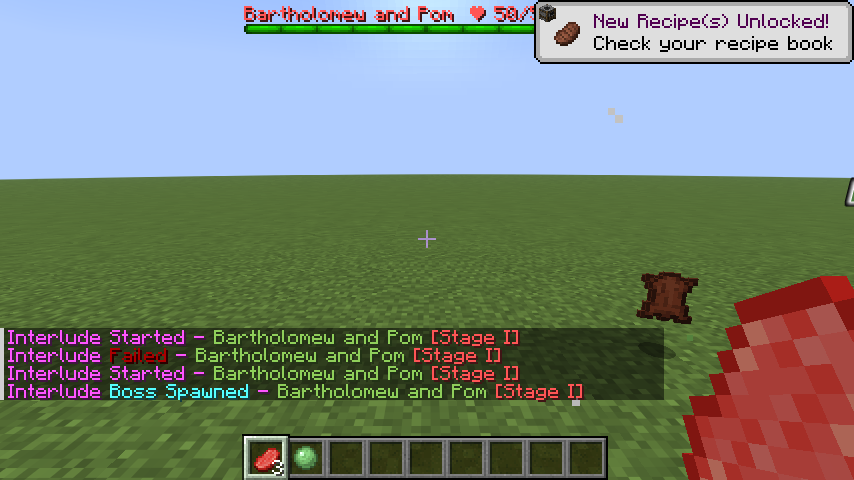 Bartholomew and Pom ❤ 50/
New Recipe(s) Unlocked!
Check your recipe book
Interlude Started - Bartholomew and Pom [Stage I]
Interlude Failed - Bartholomew and Pom [Stage I]
Interlude Started - Bartholomew and Pom [Stage I]
Interlude Boss Spawned - Bartholomew and Pom [Stage I]
3